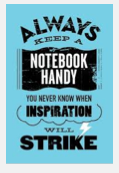 ALWAYS
KEEP A
NOTEBOOK
HANDY
YOU NEVER KNOW WHEN
INSPIRATION
WILL
STRIKE